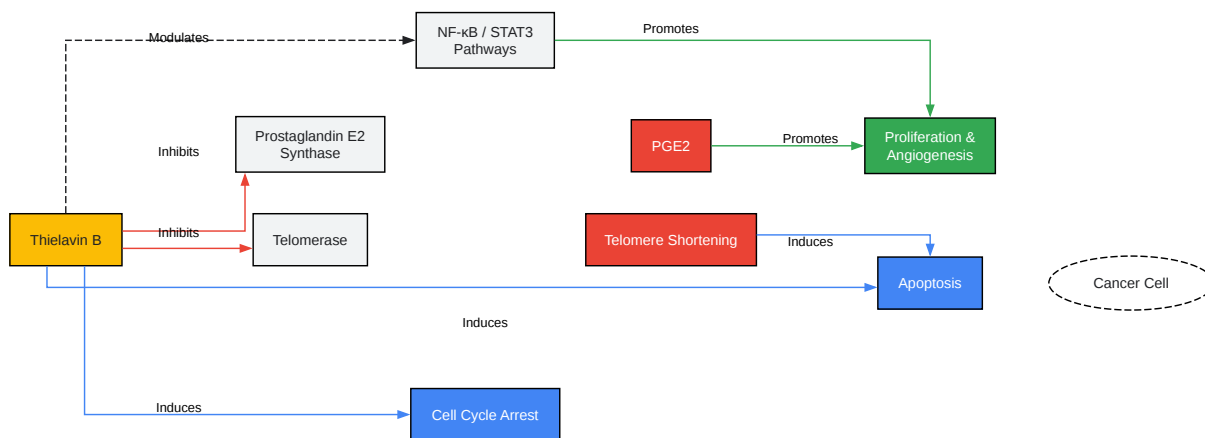 Modulates
NF-κB / STAT3
Pathways
Promotes
Inhibits
Prostaglandin E2
Synthase
PGE2
Promotes
Proliferation &
Angiogenesis
Thielavin B
Inhibits
Telomerase
Telomere Shortening
Induces
Apoptosis
Cancer Cell
Induces
Induces
Cell Cycle Arrest